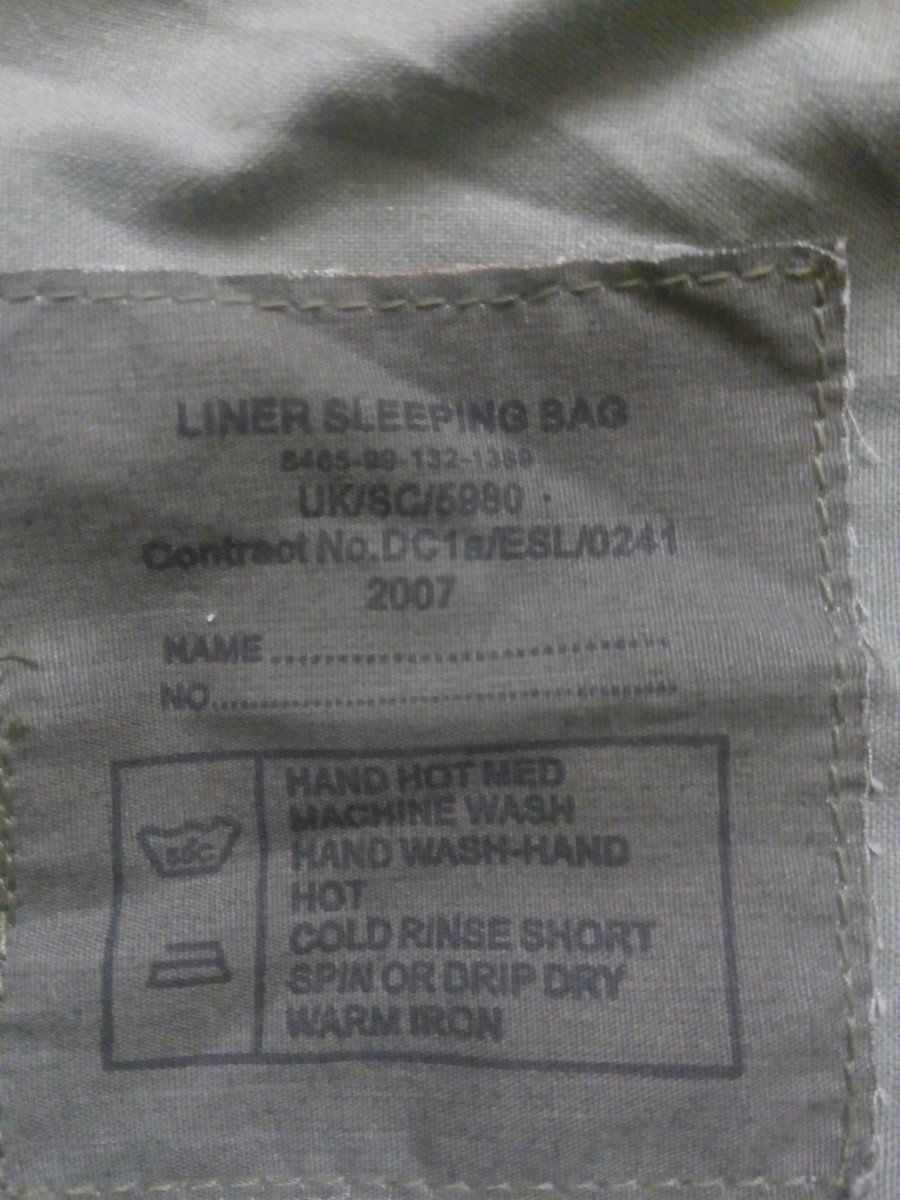 LINER SLEEPING BAG
8465-99-132-1389
UK/SC/5980
Contract No.DC1a/ESL/0241
2007
NAME ...............................
NO...................................
HAND HOT MED
MACHINE WASH
HAND WASH-HAND
HOT
COLD RINSE SHORT
SPIN OR DRIP DRY
WARM IRON